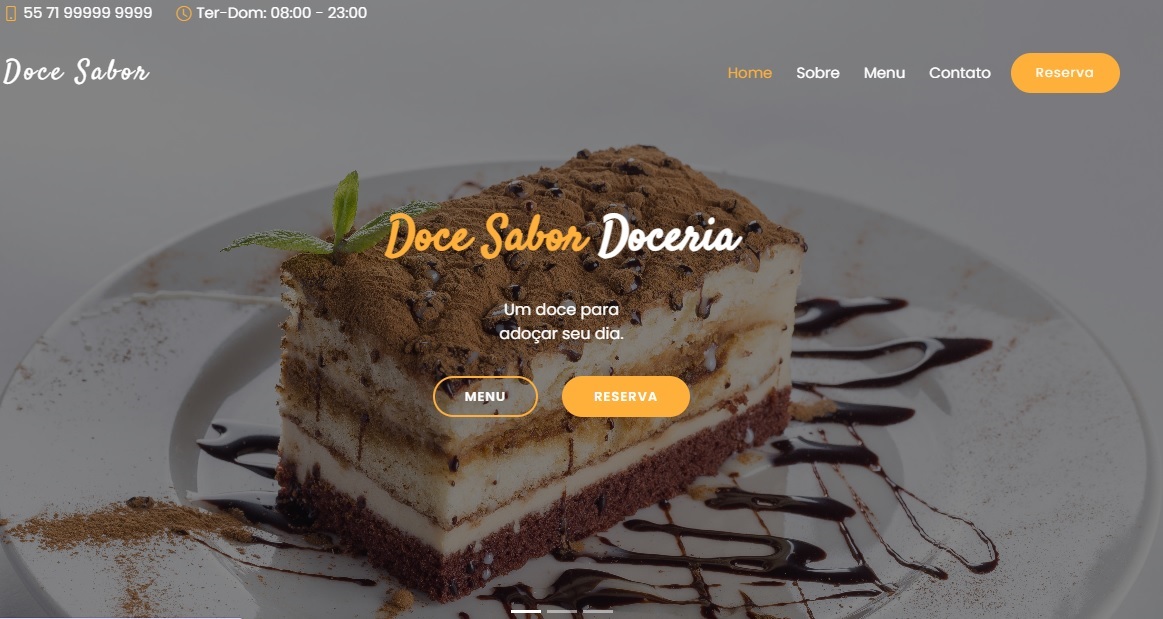 55 71 99999 9999 Ter-Dom: 08:00 - 23:00
Doce Sabor Home Sobre Menu Contato Reserva
Doce Sabor Doceria
Um doce para
adoçar seu dia.
MENU RESERVA